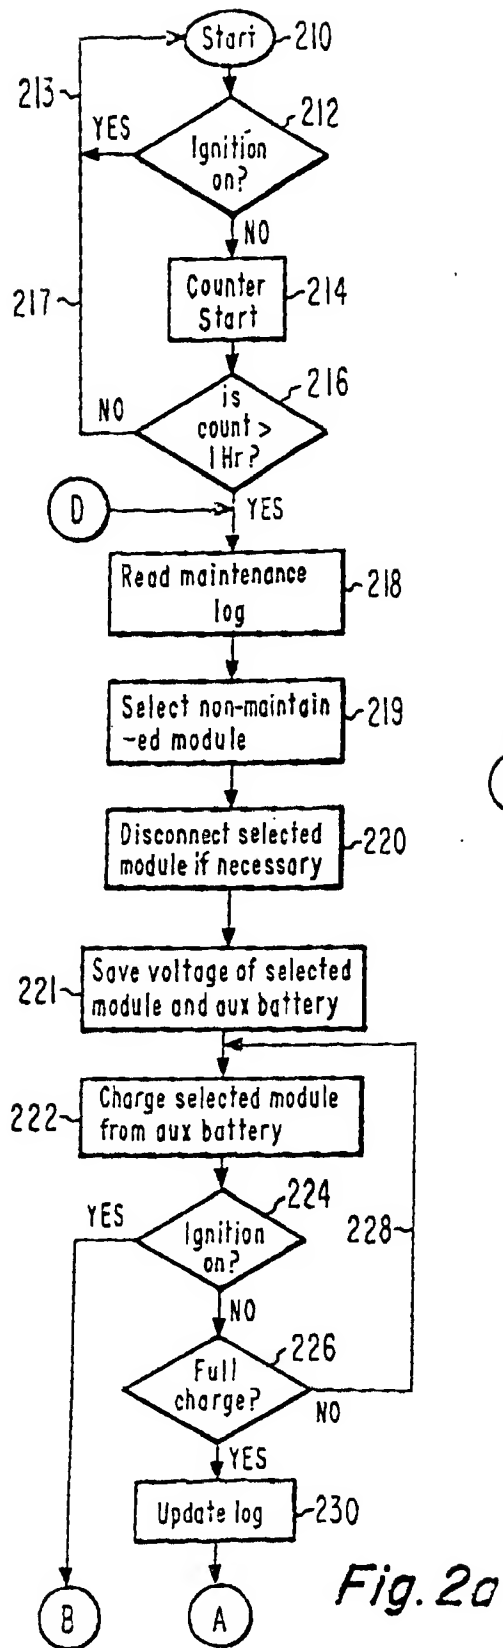 Start
210
213
212
YES
Ignition
on?
NO
Counter
Start
214
217
216
NO
is
count >
1 Hr?
D
YES
Read maintenance
log
218
Select non-maintain
-ed module
219
Disconnect selected
module if necessary
220
221
Save voltage of selected
module and aux battery
222
Charge selected module
from aux battery
224
YES
Ignition
on?
228
NO
226
Full
charge?
NO
YES
Update log
230
B
A
Fig. 2a